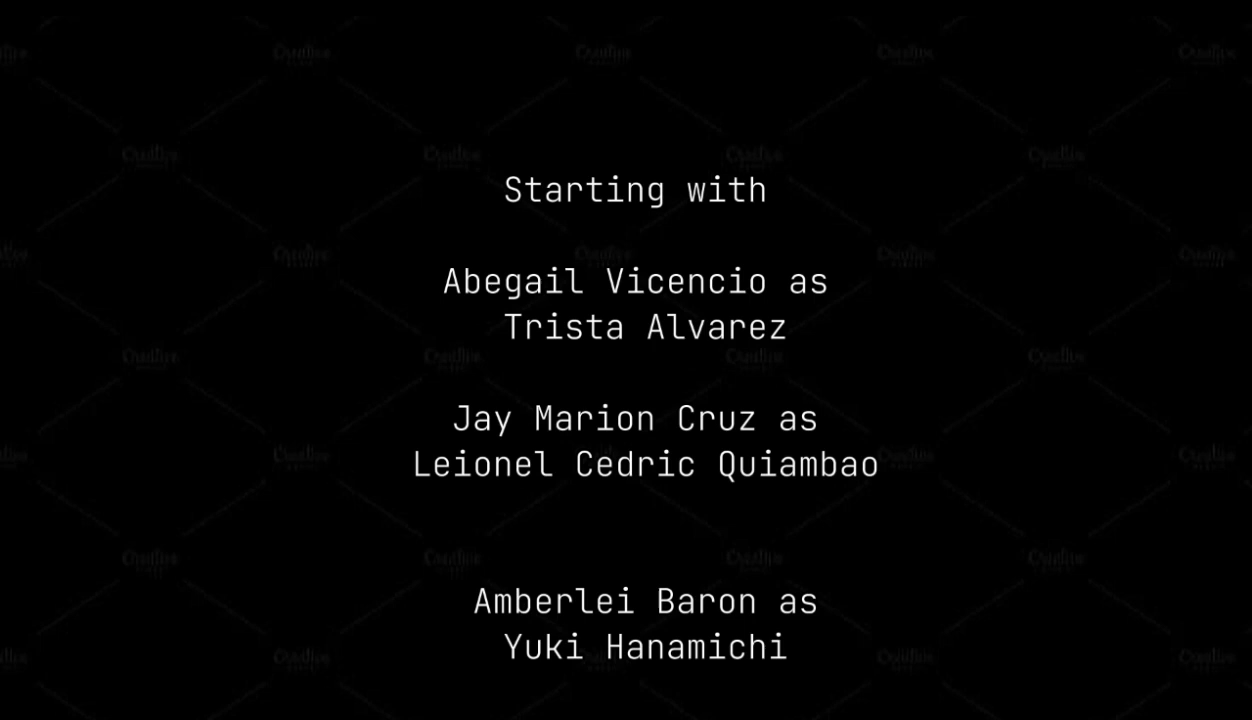 Starting with
Abegail Vicencio as
Trista Alvarez
Jay Marion Cruz as
Leionel Cedric Quiambao
Amberlei Baron as
Yuki Hanamichi